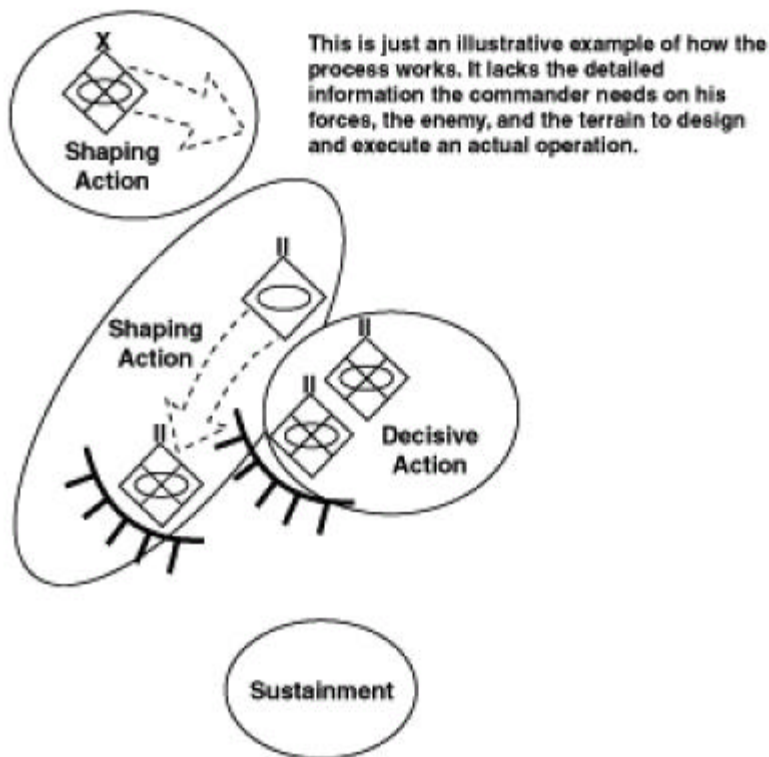 This is just an illustrative example of how the
process works. It lacks the detailed
information the commander needs on his
forces, the enemy, and the terrain to design
and execute an actual operation.
X
Shaping
Action
II
Shaping
Action
II
II
Decisive
Action
II
Sustainment